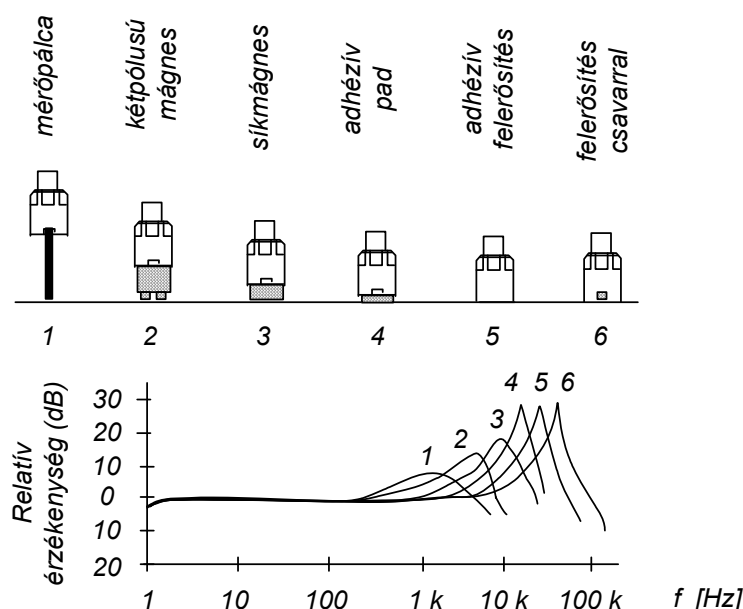 mérőpálca
kétpólusú
mágnes
síkmágnes
adhézív
pad
adhézív
felerősítés
felerősítés
csavarral
1 2 3 4 5 6
Relatív
érzékenység (dB)
30
20
10
0
10
20
1 2 3 4 5 6
1 10 100 1 k 10 k 100 k f [Hz]